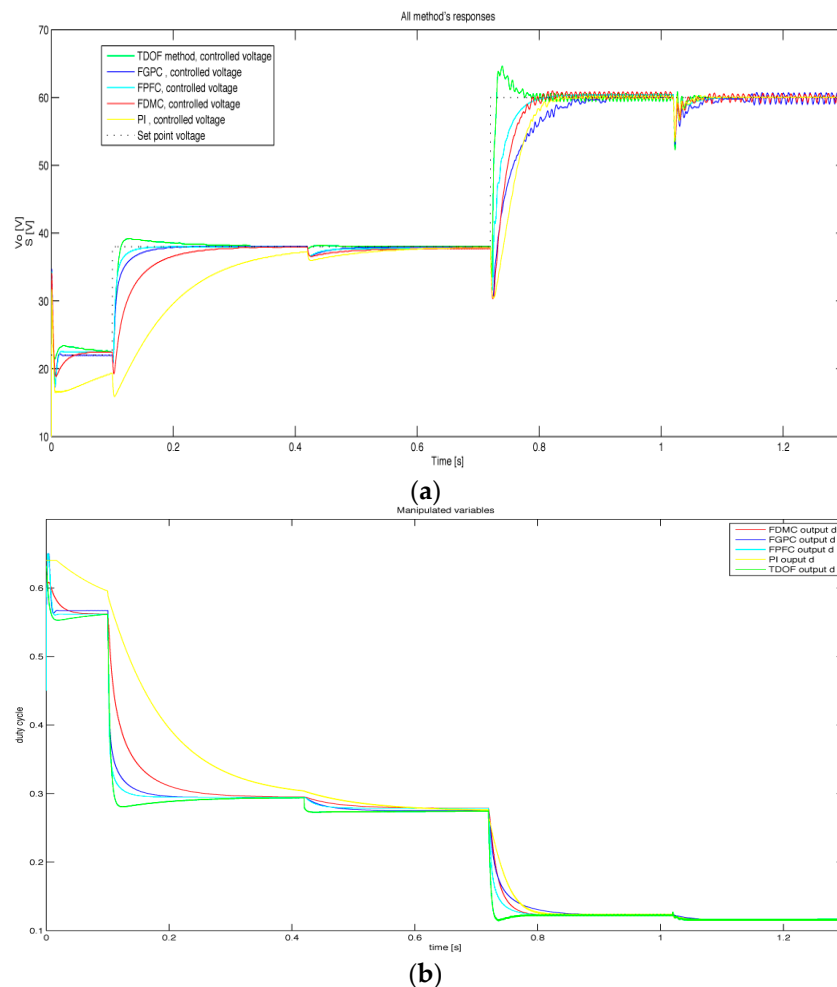 All method's responses
TDOF method, controlled voltage
FGPC , controlled voltage
FPFC, controlled voltage
FDMC, controlled voltage
PI , controlled voltage
Set point voltage
70
60
50
40
30
20
10
Vo [V]
S [V]
0
0.2
0.4
0.6
0.8
1
1.2
Time [s]
(a)
Manipulated variables
FDMC output d
FGPC output d
FPFC output d
PI ouput d
TDOF output d
0.6
0.5
0.4
0.3
0.2
0.1
duty cycle
0
0.2
0.4
0.6
0.8
1
1.2
time [s]
(b)